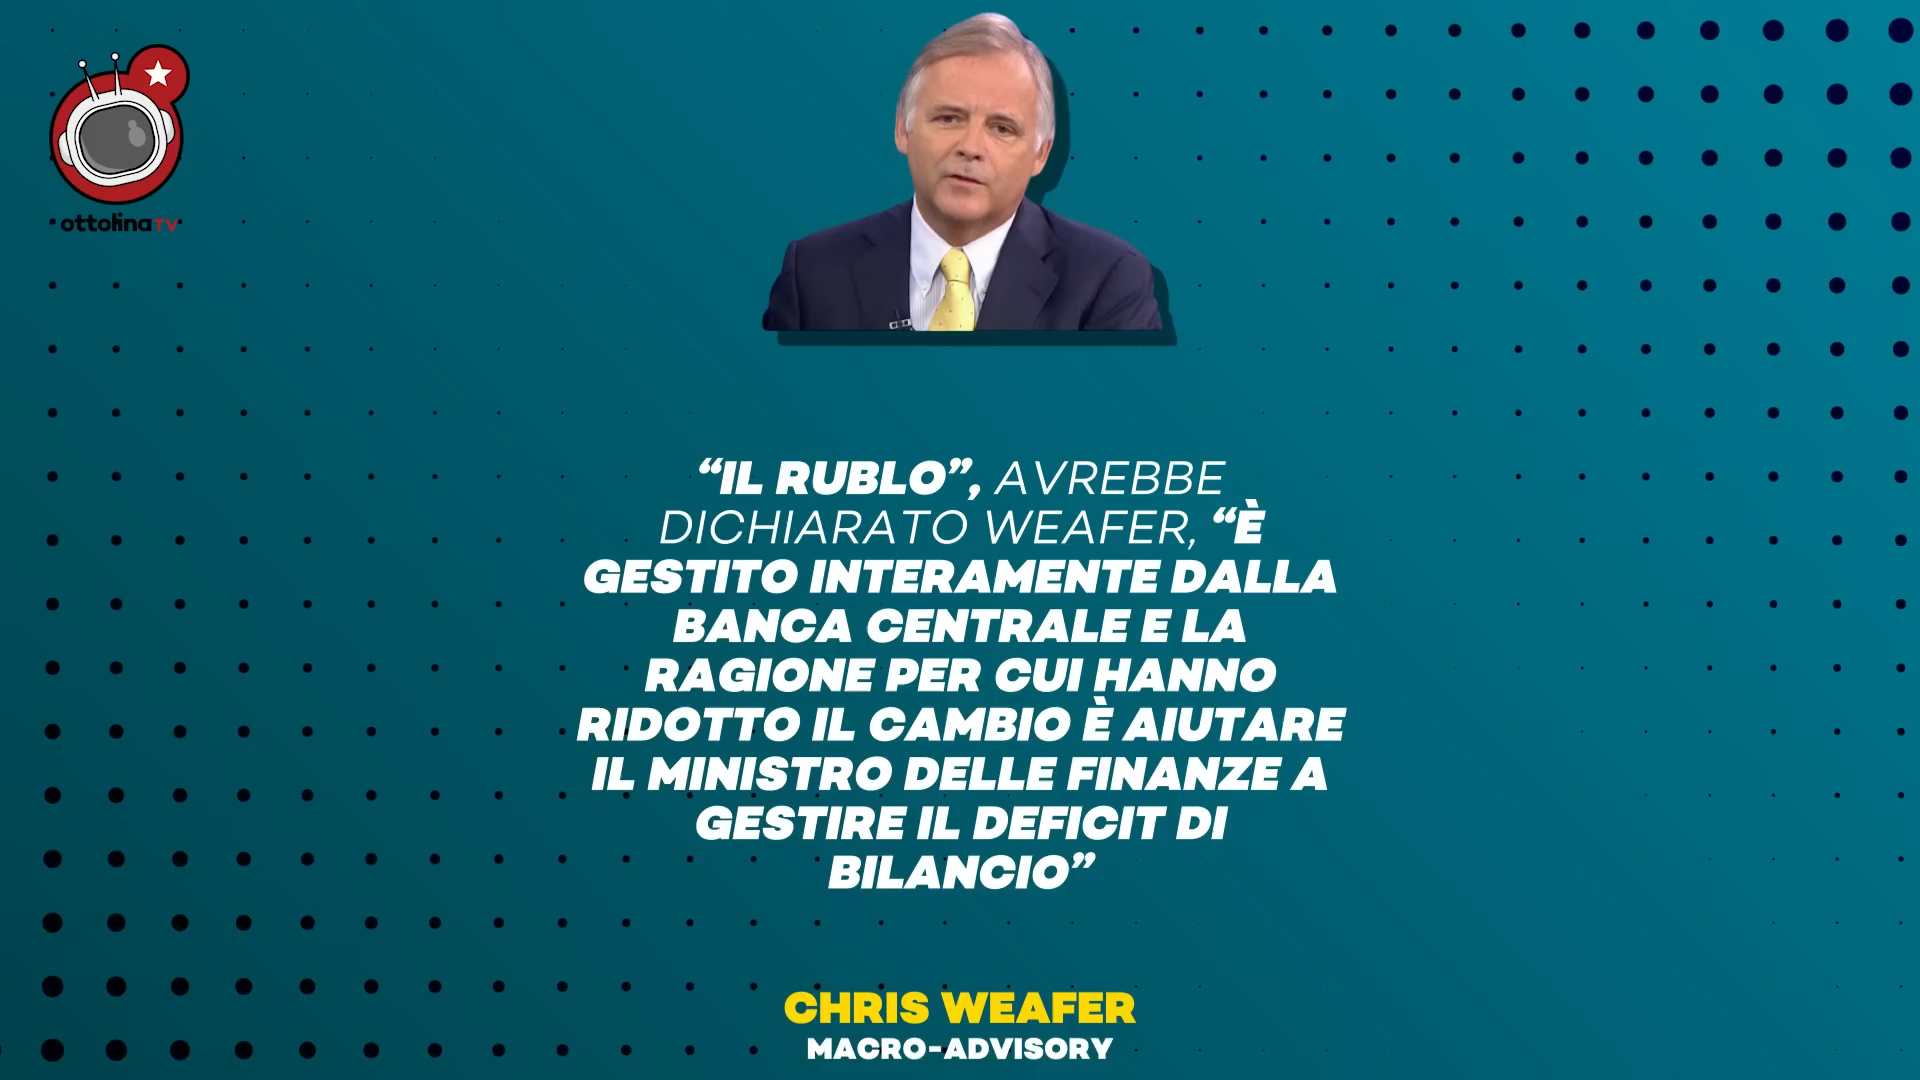 ottolinaTV
“IL RUBLO”, AVREBBE
DICHIARATO WEAFER, “È
GESTITO INTERAMENTE DALLA
BANCA CENTRALE E LA
RAGIONE PER CUI HANNO
RIDOTTO IL CAMBIO È AIUTARE
IL MINISTRO DELLE FINANZE A
GESTIRE IL DEFICIT DI
BILANCIO”
CHRIS WEAFER
MACRO-ADVISORY